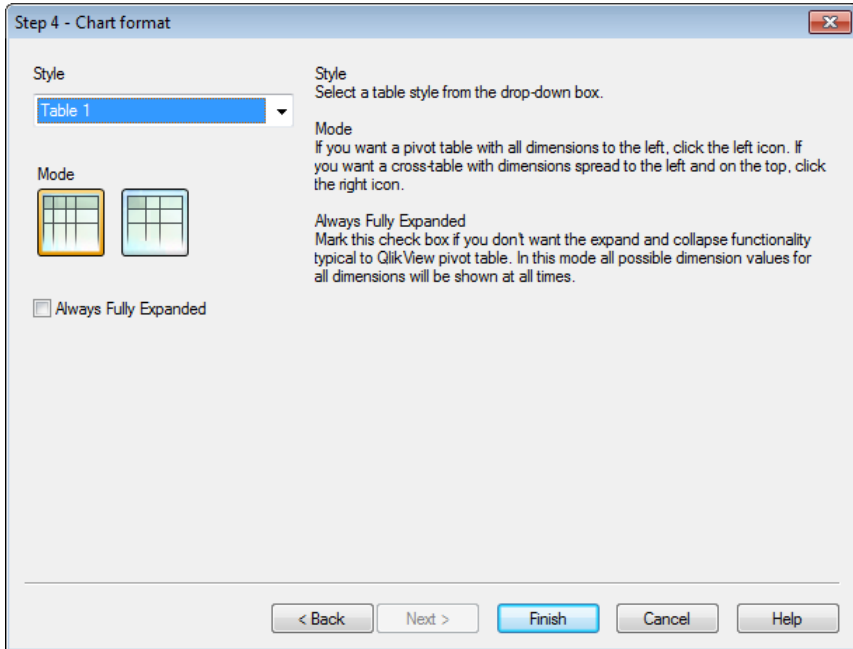 Step 4 - Chart format
Style
Table 1
Mode
Always Fully Expanded
Style
Select a table style from the drop-down box.
Mode
If you want a pivot table with all dimensions to the left, click the left icon. If
you want a cross-table with dimensions spread to the left and on the top, click
the right icon.
Always Fully Expanded
Mark this check box if you don't want the expand and collapse functionality
typical to QlikView pivot table. In this mode all possible dimension values for
all dimensions will be shown at all times.
< Back
Next >
Finish
Cancel
Help